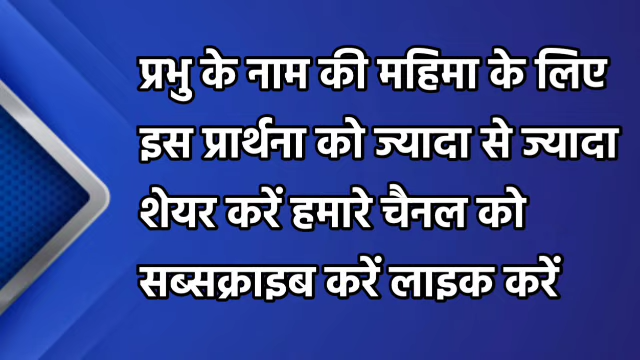 प्रभु के नाम की महिमा के लिए
इस प्रार्थना को ज्यादा से ज्यादा
शेयर करें हमारे चैनल को
सब्सक्राइब करें लाइक करें